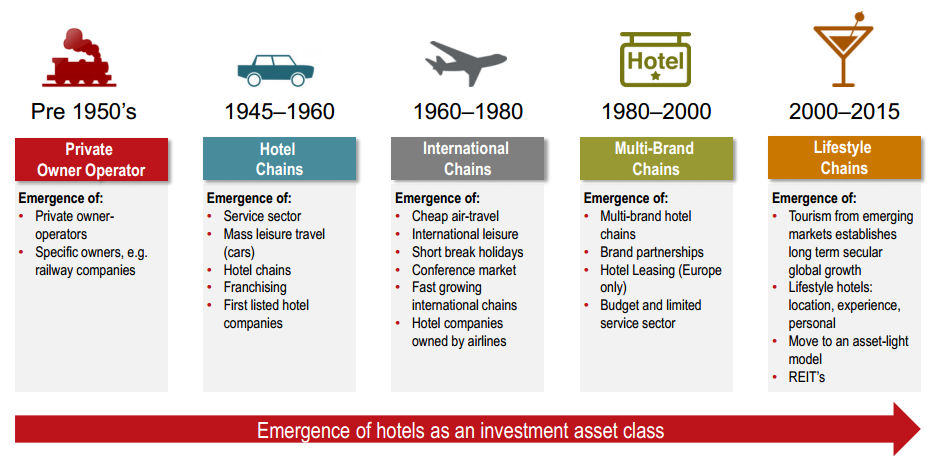 Hotel
Pre 1950's
1945–1960
1960–1980
1980–2000
2000–2015
Private
Owner Operator
Emergence of:
• Private owner-
operators
• Specific owners, e.g.
railway companies
Hotel
Chains
Emergence of:
• Service sector
• Mass leisure travel
(cars)
• Hotel chains
• Franchising
• First listed hotel
companies
International
Chains
Emergence of:
• Cheap air-travel
• International leisure
• Short break holidays
• Conference market
• Fast growing
international chains
• Hotel companies
owned by airlines
Multi-Brand
Chains
Emergence of:
• Multi-brand hotel
chains
• Brand partnerships
• Hotel Leasing (Europe
only)
• Budget and limited
service sector
Lifestyle
Chains
Emergence of:
• Tourism from emerging
markets establishes
long term secular
global growth
• Lifestyle hotels:
location, experience,
personal
• Move to an asset-light
model
• REIT's
Emergence of hotels as an investment asset class